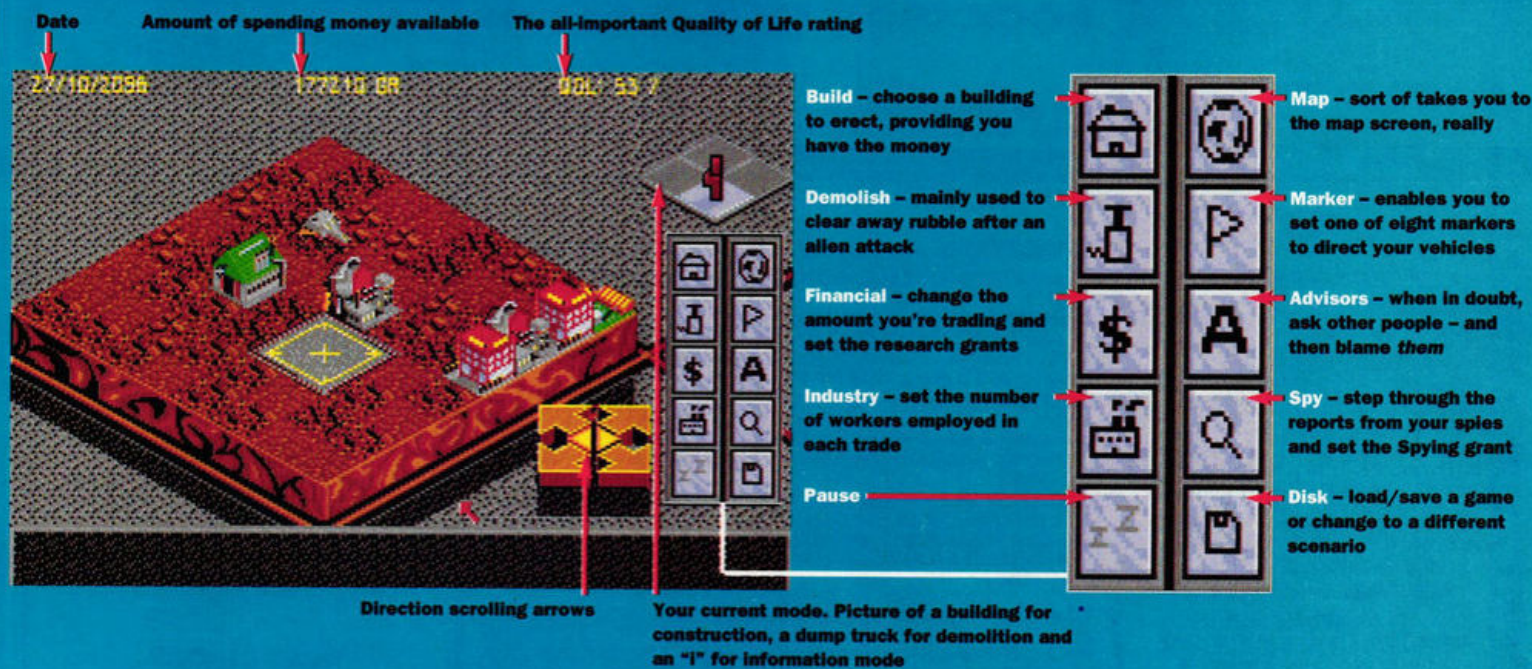 Date
Amount of spending money available
The all-important Quality of Life rating
27/10/2096
177210 GR
QOL: 53 %
Build – choose a building
to erect, providing you
have the money
Demolish – mainly used to
clear away rubble after an
alien attack
Financial – change the
amount you're trading and
set the research grants
Industry – set the number
of workers employed in
each trade
Pause
Map – sort of takes you to
the map screen, really
Marker – enables you to
set one of eight markers
to direct your vehicles
Advisors – when in doubt,
ask other people – and
then blame them
Spy – step through the
reports from your spies
and set the Spying grant
Disk – load/save a game
or change to a different
scenario
$
A
zZ
$
A
zZ
Direction scrolling arrows
Your current mode. Picture of a building for
construction, a dump truck for demolition and
an "i" for information mode